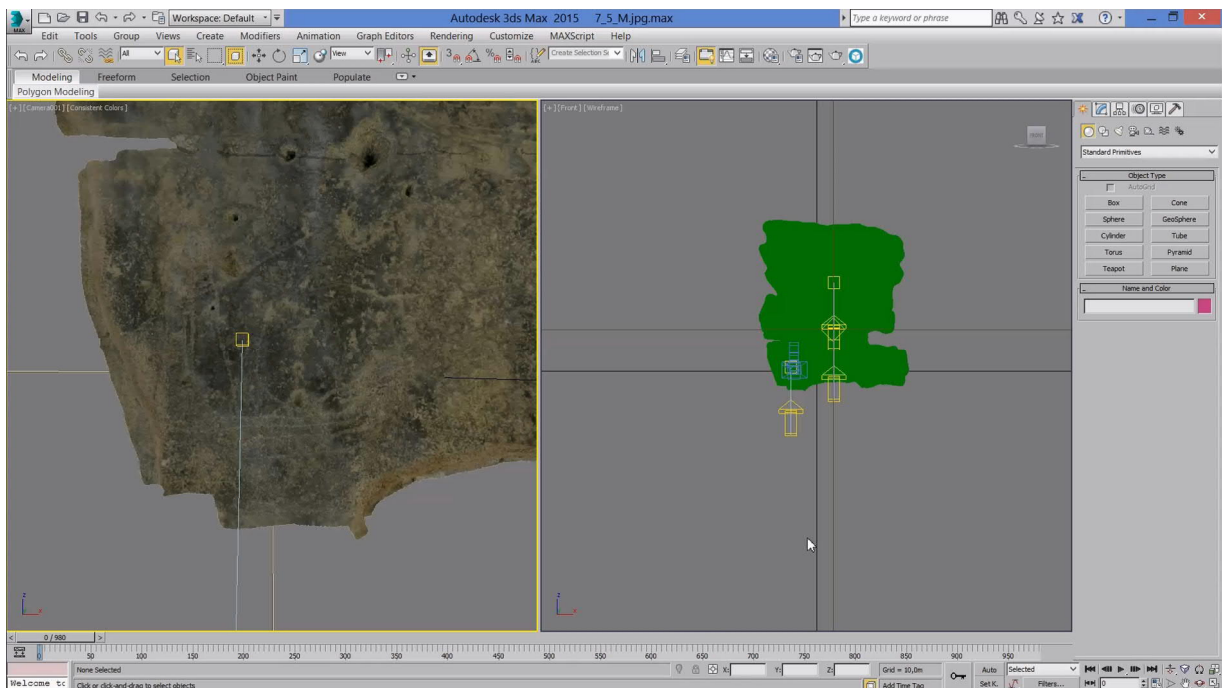 MAX
Workspace: Default
Autodesk 3ds Max 2015 7_5_M.jpg.max
Type a keyword or phrase
Edit Tools Group Views Create Modifiers Animation Graph Editors Rendering Customize MAXScript Help
All
View
Create Selection Se
Modeling Freeform Selection Object Paint Populate
Polygon Modeling
[+] [Camera001] [Consistent Colors]
[+] [Front] [Wireframe]
Standard Primitives
Object Type
AutoGrid
Box Cone
Sphere GeoSphere
Cylinder Tube
Torus Pyramid
Teapot Plane
Name and Color
z
x
z
x
< 0 / 980 >
0 50 100 150 200 250 300 350 400 450 500 550 600 650 700 750 800 850 900 950
None Selected X: Y: Z: Grid = 10,0m Auto Selected
Welcome to Click or click-and-drag to select objects Add Time Tag Set K. Filters... 0